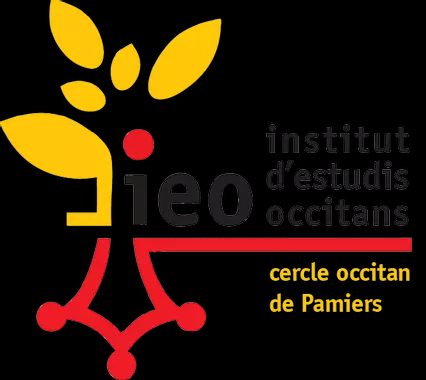 ieo
institut
d'estudis
occitans
cercle occitan
de Pamiers